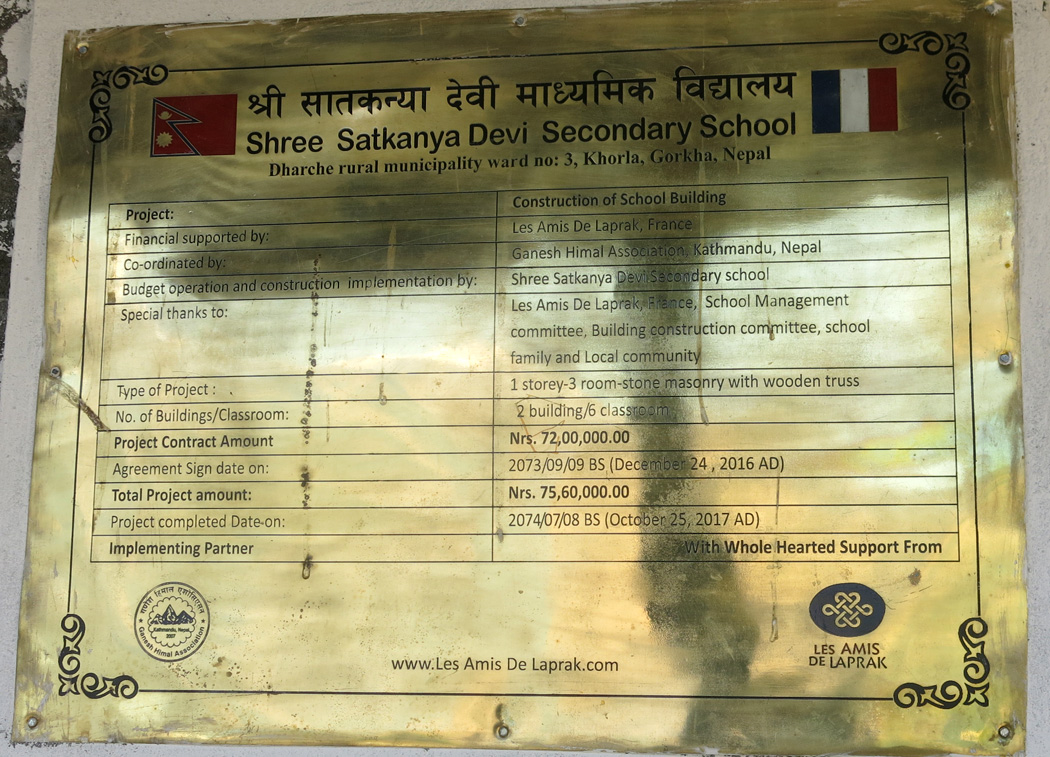 श्री सातकन्या देवी माध्यमिक विद्यालय
Shree Satkanya Devi Secondary School
Dharche rural municipality ward no: 3, Khorla, Gorkha, Nepal
Project: Construction of School Building
Financial supported by: Les Amis De Laprak, France
Co-ordinated by: Ganesh Himal Association, Kathmandu, Nepal
Budget operation and construction implementation by: Shree Satkanya Devi Secondary school
Special thanks to: Les Amis De Laprak, France, School Management
committee, Building construction committee, school
family and Local community
Type of Project : 1 storey-3 room-stone masonry with wooden truss
No. of Buildings/Classroom: 2 building/6 classroom
Project Contract Amount Nrs. 72,00,000.00
Agreement Sign date on: 2073/09/09 BS (December 24 , 2016 AD)
Total Project amount: Nrs. 75,60,000.00
Project completed Date-on: 2074/07/08 BS (October 25, 2017 AD)
Implementing Partner With Whole Hearted Support From
गणेश हिमाल एसोसिएसन
Kathmandu, Nepal
2007
Ganesh Himal Association
www.Les Amis De Laprak.com
LES AMIS
DE LAPRAK